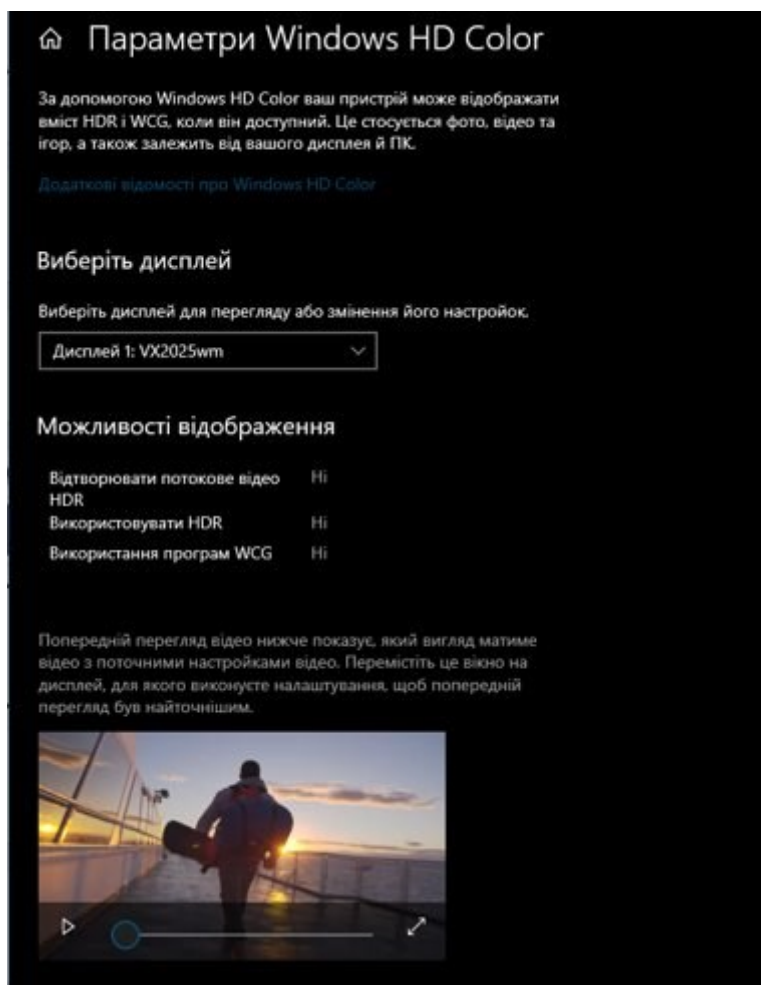 Параметри Windows HD Color
За допомогою Windows HD Color ваш пристрій може відображати
вміст HDR і WCG, коли він доступний. Це стосується фото, відео та
ігор, а також залежить від вашого дисплея й ПК.
Додаткові відомості про Windows HD Color
Виберіть дисплей
Виберіть дисплей для перегляду або змінення його настройок.
Дисплей 1: VX2025wm
Можливості відображення
Відтворювати потокове відео Ні
HDR
Використовувати HDR Ні
Використання програм WCG Ні
Попередній перегляд відео нижче показує, який вигляд матиме
відео з поточними настройками відео. Перемістіть це вікно на
дисплей, для якого виконуєте налаштування, щоб попередній
перегляд був найточнішим.